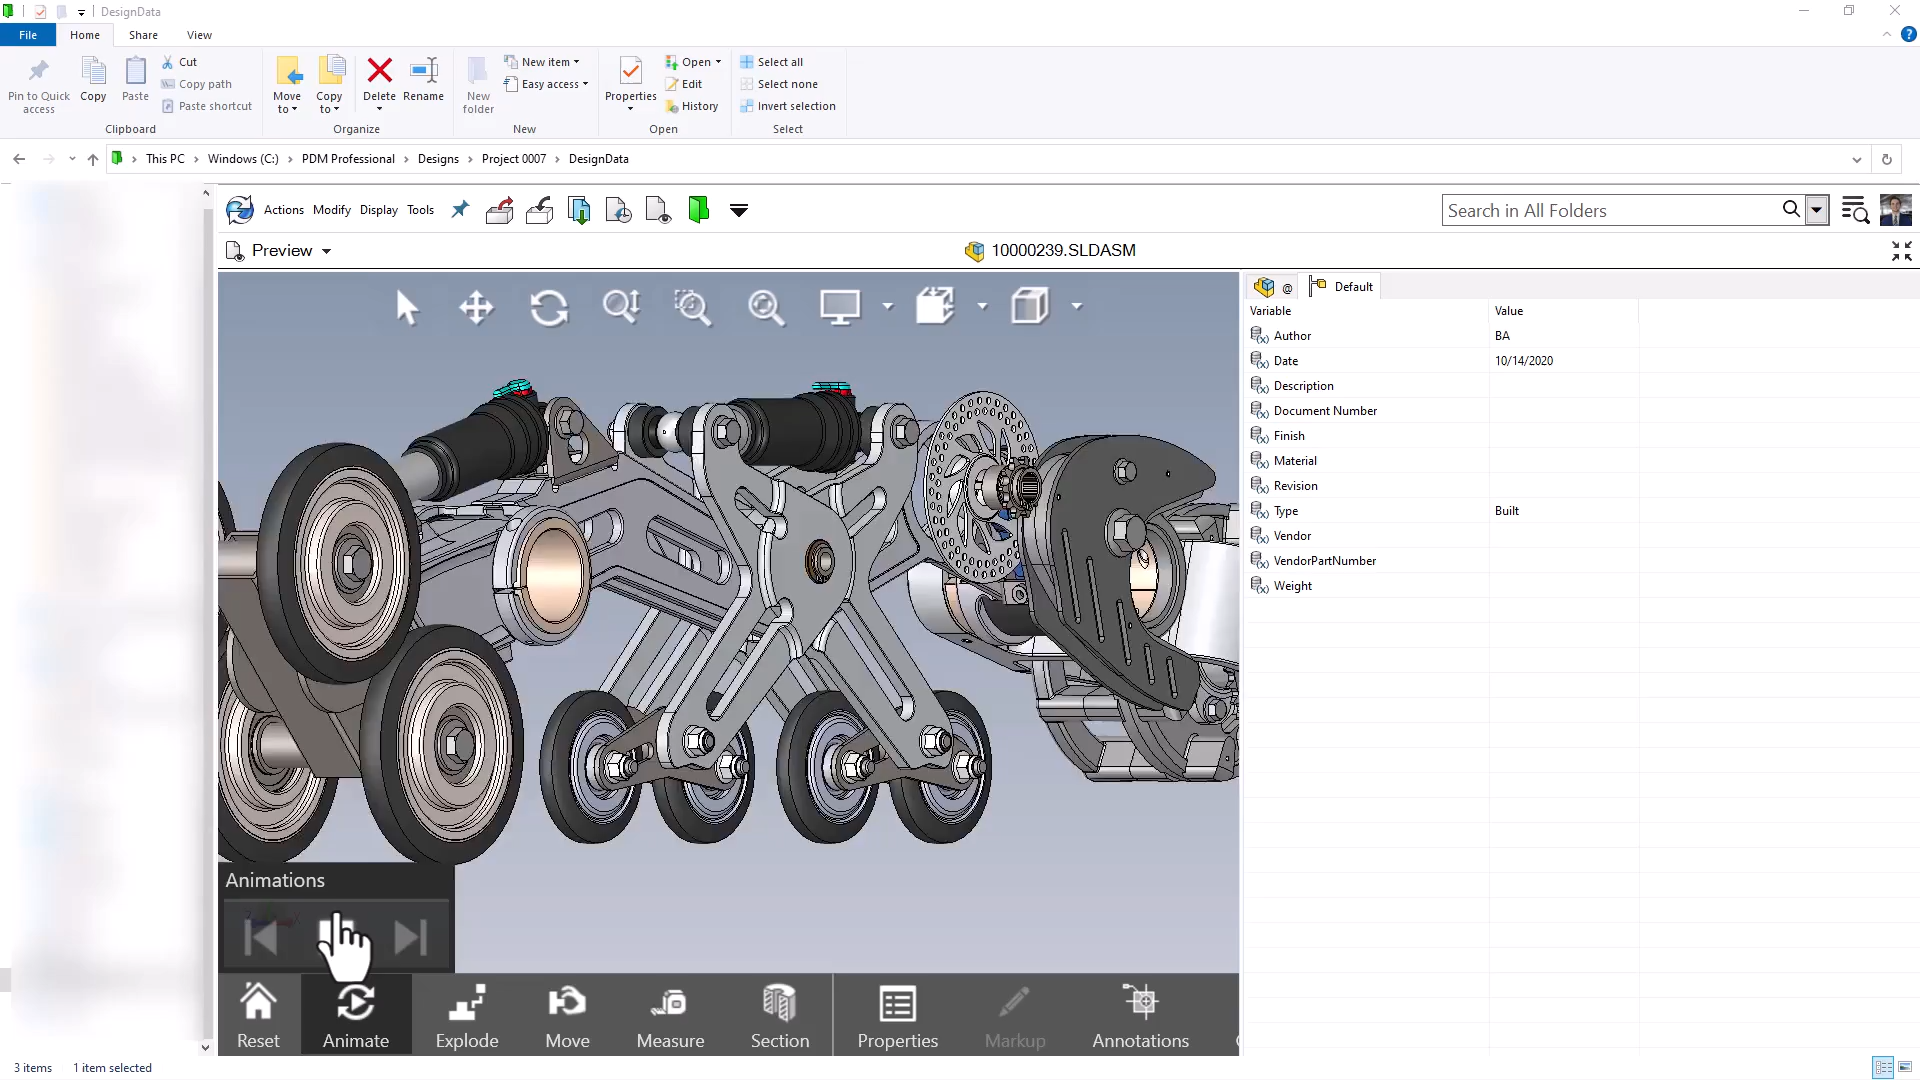 DesignData
File Home Share View
Pin to Quick access
Copy
Paste
Cut
Copy path
Paste shortcut
Clipboard
Move to
Copy to
Delete
Rename
Organize
New folder
New item
Easy access
New
Properties
Open
Edit
History
Open
Select all
Select none
Invert selection
Select
This PC Windows (C:) PDM Professional Designs Project 0007 DesignData
Actions Modify Display Tools
Search in All Folders
Preview
10000239.SLDASM
@ Default
Variable Value
Author BA
Date 10/14/2020
Description
Document Number
Finish
Material
Revision
Type Built
Vendor
VendorPartNumber
Weight
Animations
Reset Animate Explode Move Measure Section Properties Markup Annotations
3 items 1 item selected